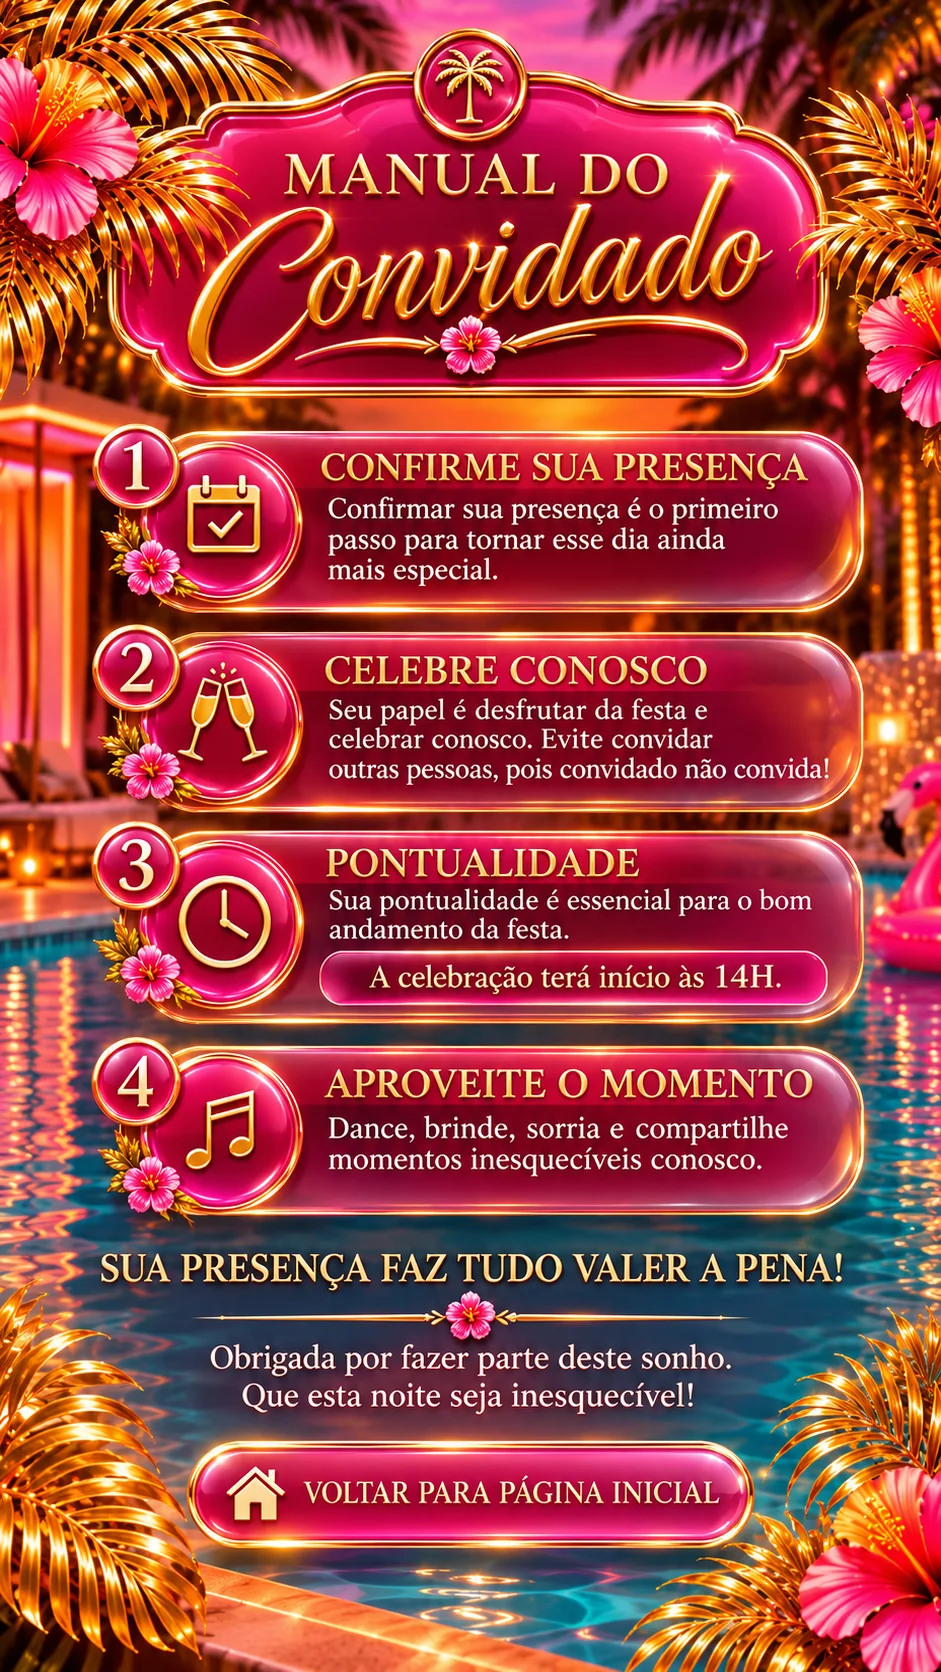 MANUAL DO
Convidado
1
CONFIRME SUA PRESENÇA
Confirmar sua presença é o primeiro
passo para tornar esse dia ainda
mais especial.
2
CELEBRE CONOSCO
Seu papel é desfrutar da festa e
celebrar conosco. Evite convidar
outras pessoas, pois convidado não convida!
3
PONTUALIDADE
Sua pontualidade é essencial para o bom
andamento da festa.
A celebração terá início às 14H.
4
APROVEITE O MOMENTO
Dance, brinde, sorria e compartilhe
momentos inesquecíveis conosco.
SUA PRESENÇA FAZ TUDO VALER A PENA!
Obrigada por fazer parte deste sonho.
Que esta noite seja inesquecível!
VOLTAR PARA PÁGINA INICIAL